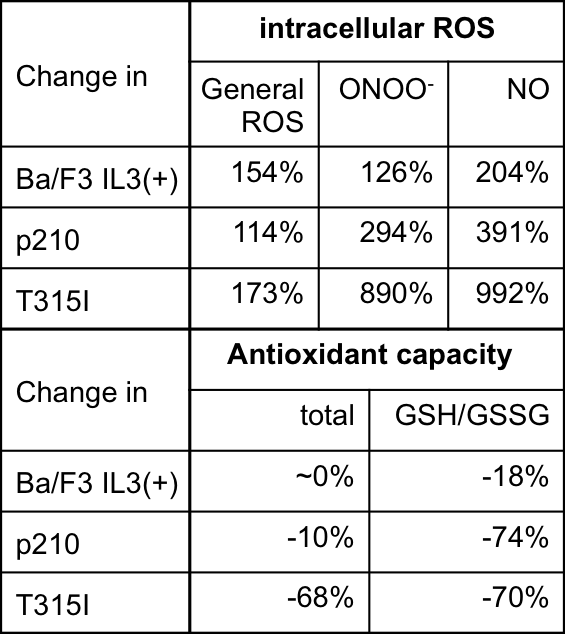 intracellular ROS
Change in
General ROS ONOO- NO
Ba/F3 IL3(+) 154% 126% 204%
p210 114% 294% 391%
T315I 173% 890% 992%
Antioxidant capacity
Change in
total GSH/GSSG
Ba/F3 IL3(+) ~0% -18%
p210 -10% -74%
T315I -68% -70%